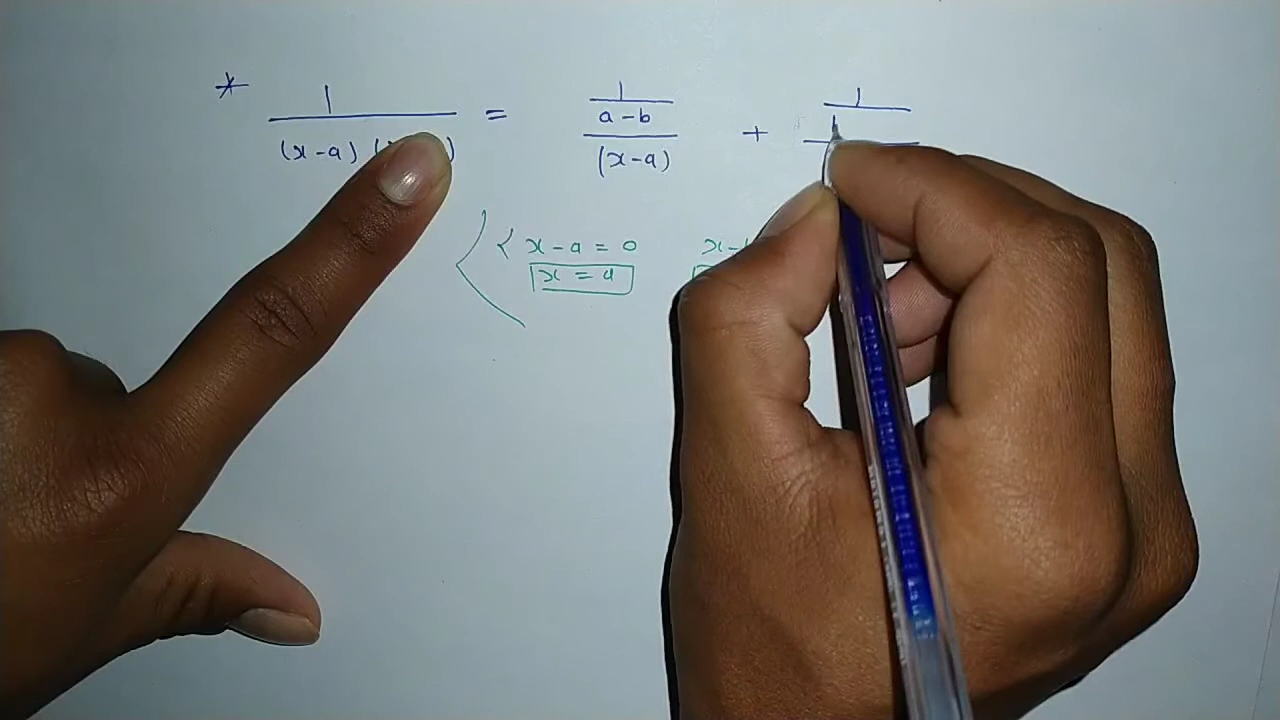 * 1/((x-a)( ) = (1/(a-b))/(x-a) + 1/
x-a = 0 x-
x = a